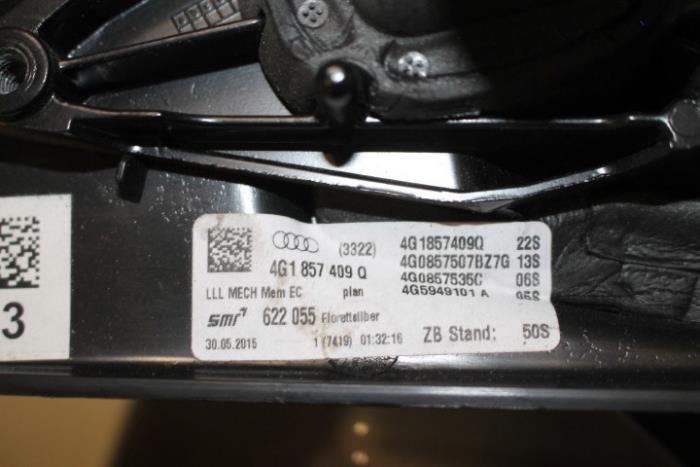 3
(3322)
4G1 857 409 Q
LLL MECH Mem EC plan
smr 622 055 Florettsilber
30.05.2015 1 (7419) 01:32:16
4G1857409Q 22S
4G0857507BZ7G 13S
4G0857535C 06S
4G5949101 A
ZB Stand: 50S